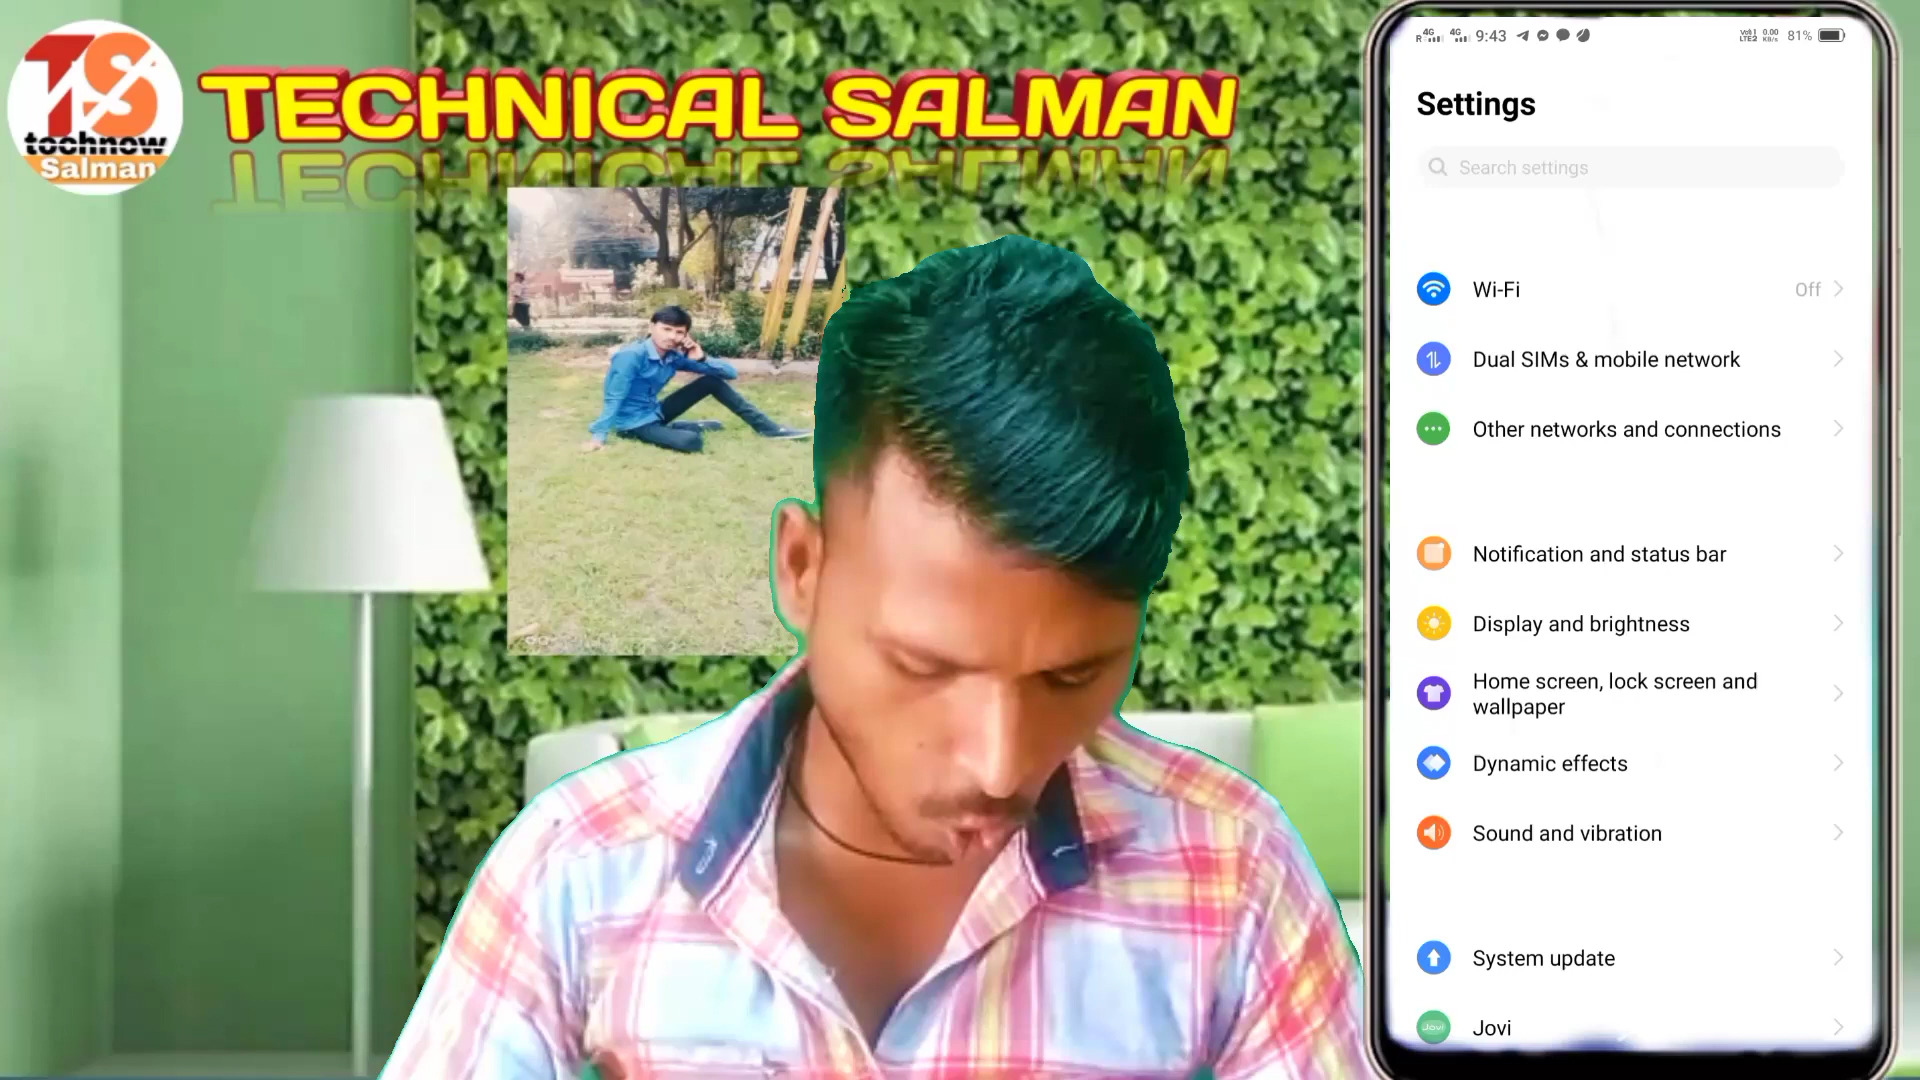 TS
technow
Salman
TECHNICAL SALMAN
9:43
81%
Settings
Search settings
Wi-Fi
Off
Dual SIMs & mobile network
Other networks and connections
Notification and status bar
Display and brightness
Home screen, lock screen and
wallpaper
Dynamic effects
Sound and vibration
System update
Jovi
Jovi